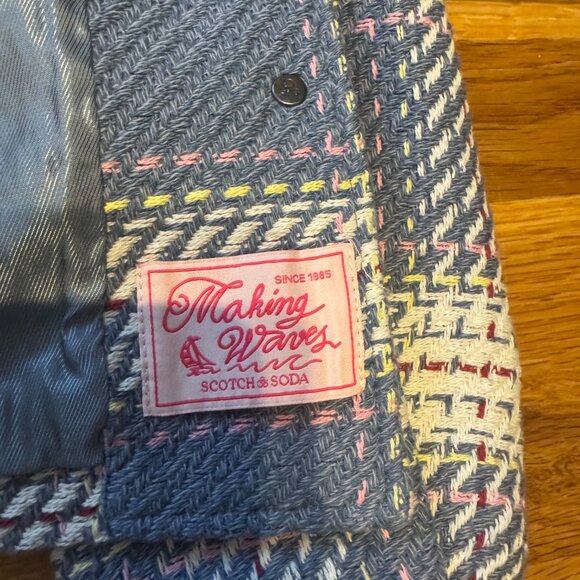 SINCE 1985
Making
Waves
SCOTCH & SODA